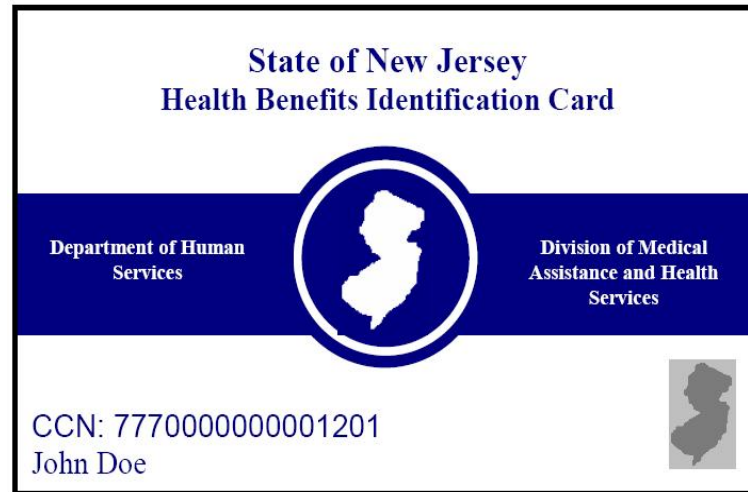 State of New Jersey
Health Benefits Identification Card
Department of Human
Services
Division of Medical
Assistance and Health
Services
CCN: 7770000000001201
John Doe